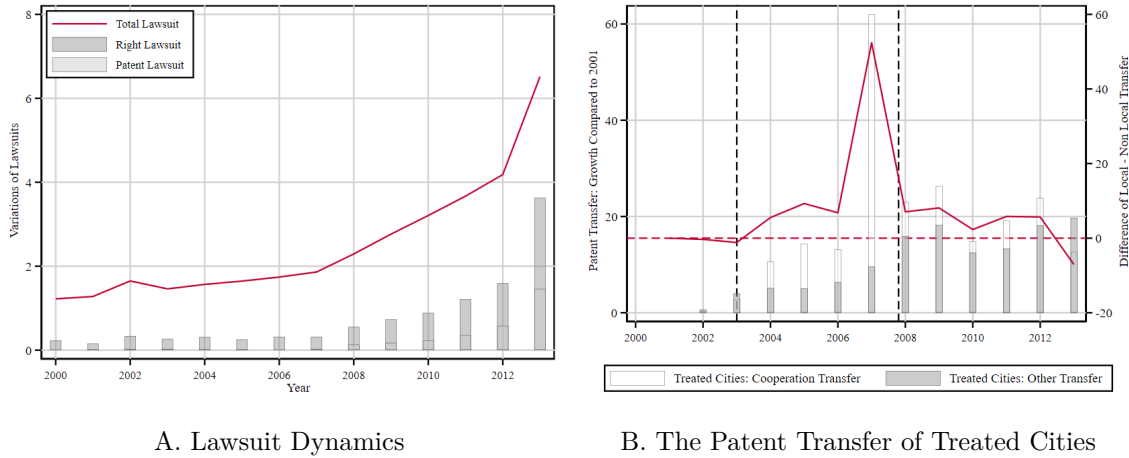 Total Lawsuit
Right Lawsuit
Patent Lawsuit
Variations of Lawsuits
8
6
4
2
0
2000
2002
2004
2006
2008
2010
2012
Year
A. Lawsuit Dynamics
Patent Transfer: Growth Compared to 2001
60
40
20
0
Difference of Local - Non Local Transfer
60
40
20
0
-20
2000
2002
2004
2006
2008
2010
2012
Treated Cities: Cooperation Transfer
Treated Cities: Other Transfer
B. The Patent Transfer of Treated Cities